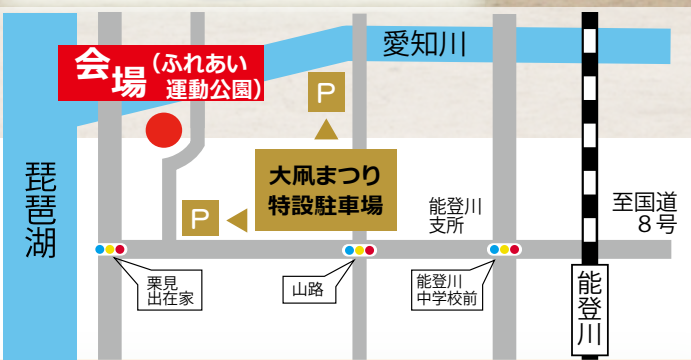 愛知川
会場
(ふれあい
運動公園)
P
大凧まつり
特設駐車場
P
琵琶湖
能登川
支所
至国道
8号
栗見
出在家
山路
能登川
中学校前
能登川